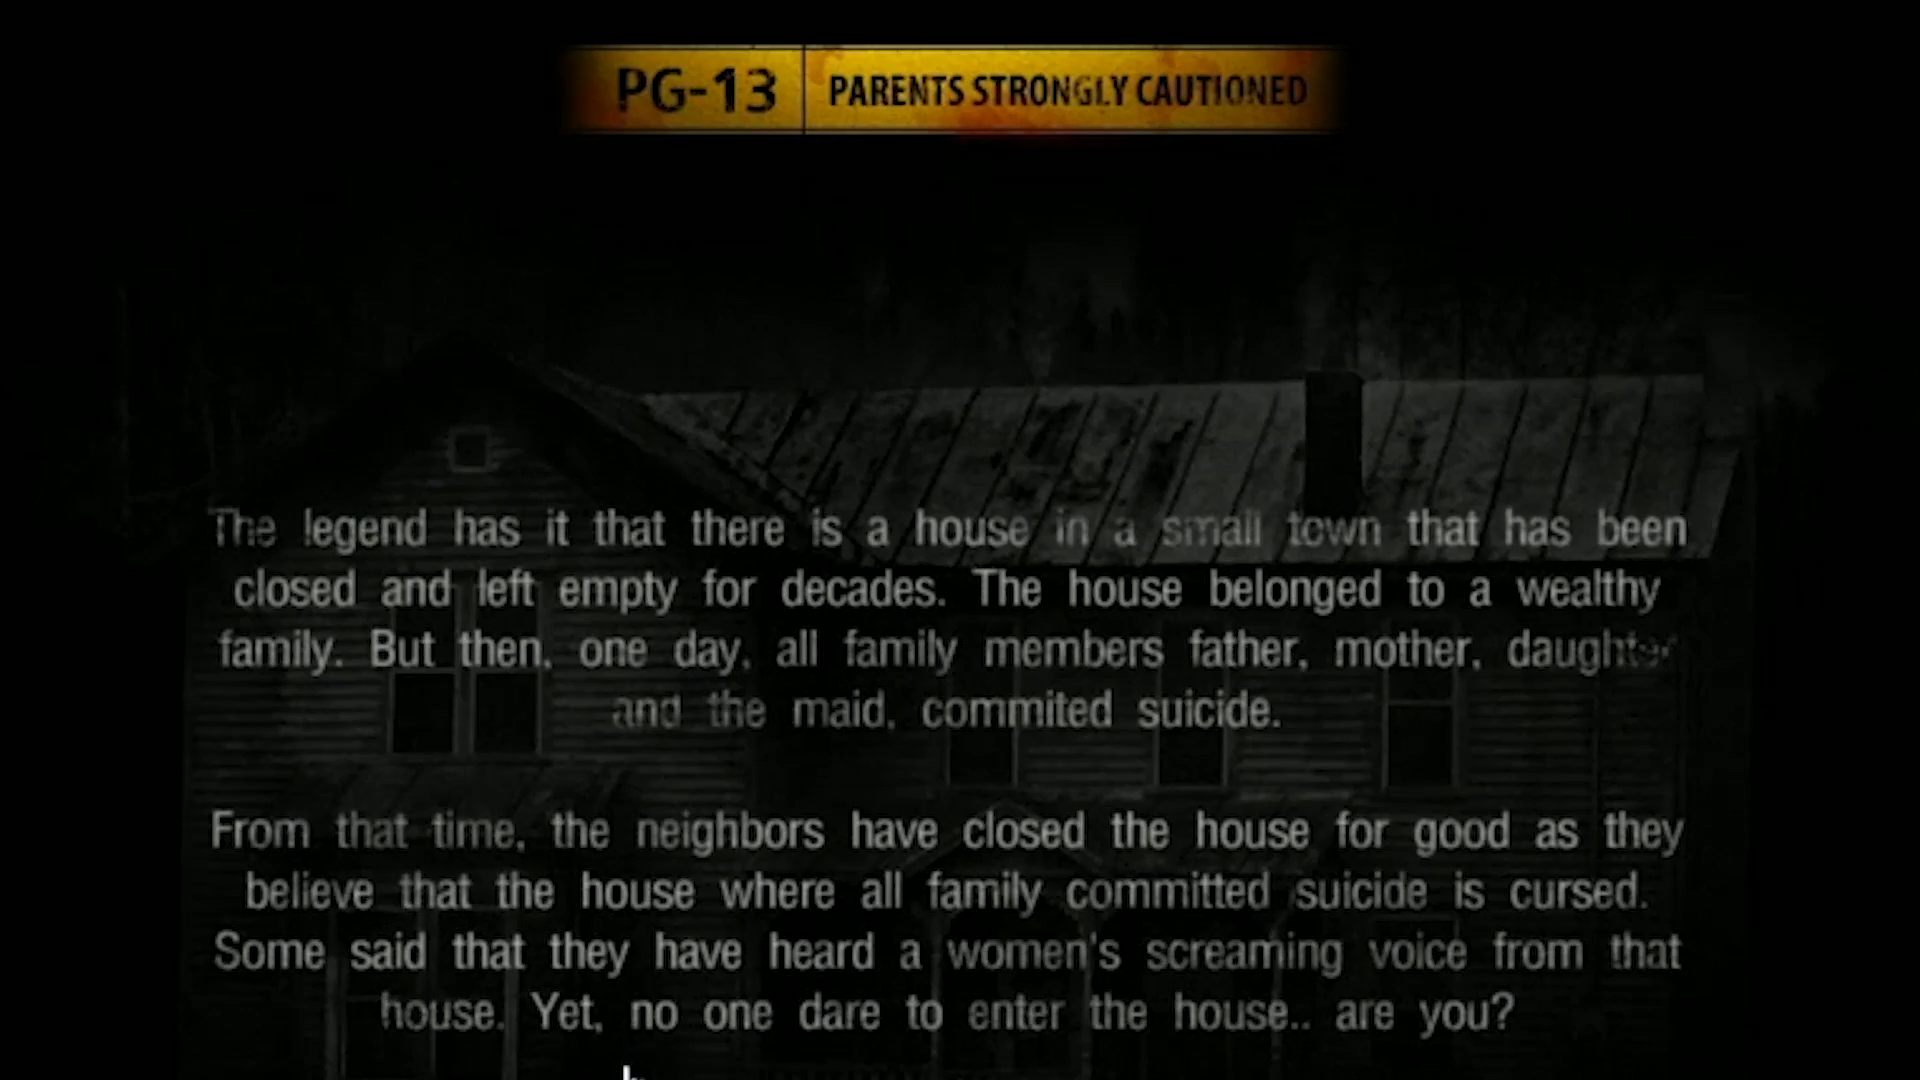 PG-13 PARENTS STRONGLY CAUTIONED
The legend has it that there is a house in a small town that has been
closed and left empty for decades. The house belonged to a wealthy
family. But then, one day, all family members father, mother, daughter
and the maid, commited suicide.
From that time, the neighbors have closed the house for good as they
believe that the house where all family committed suicide is cursed.
Some said that they have heard a women's screaming voice from that
house. Yet, no one dare to enter the house.. are you?